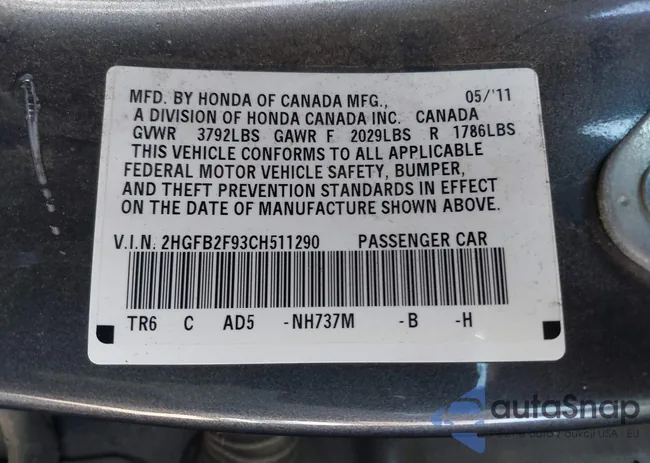 MFD. BY HONDA OF CANADA MFG., 05/'11
A DIVISION OF HONDA CANADA INC. CANADA
GVWR 3792LBS GAWR F 2029LBS R 1786LBS
THIS VEHICLE CONFORMS TO ALL APPLICABLE
FEDERAL MOTOR VEHICLE SAFETY, BUMPER,
AND THEFT PREVENTION STANDARDS IN EFFECT
ON THE DATE OF MANUFACTURE SHOWN ABOVE.
V.I.N. 2HGFB2F93CH511290 PASSENGER CAR
TR6 C AD5 -NH737M -B -H
autoSnap